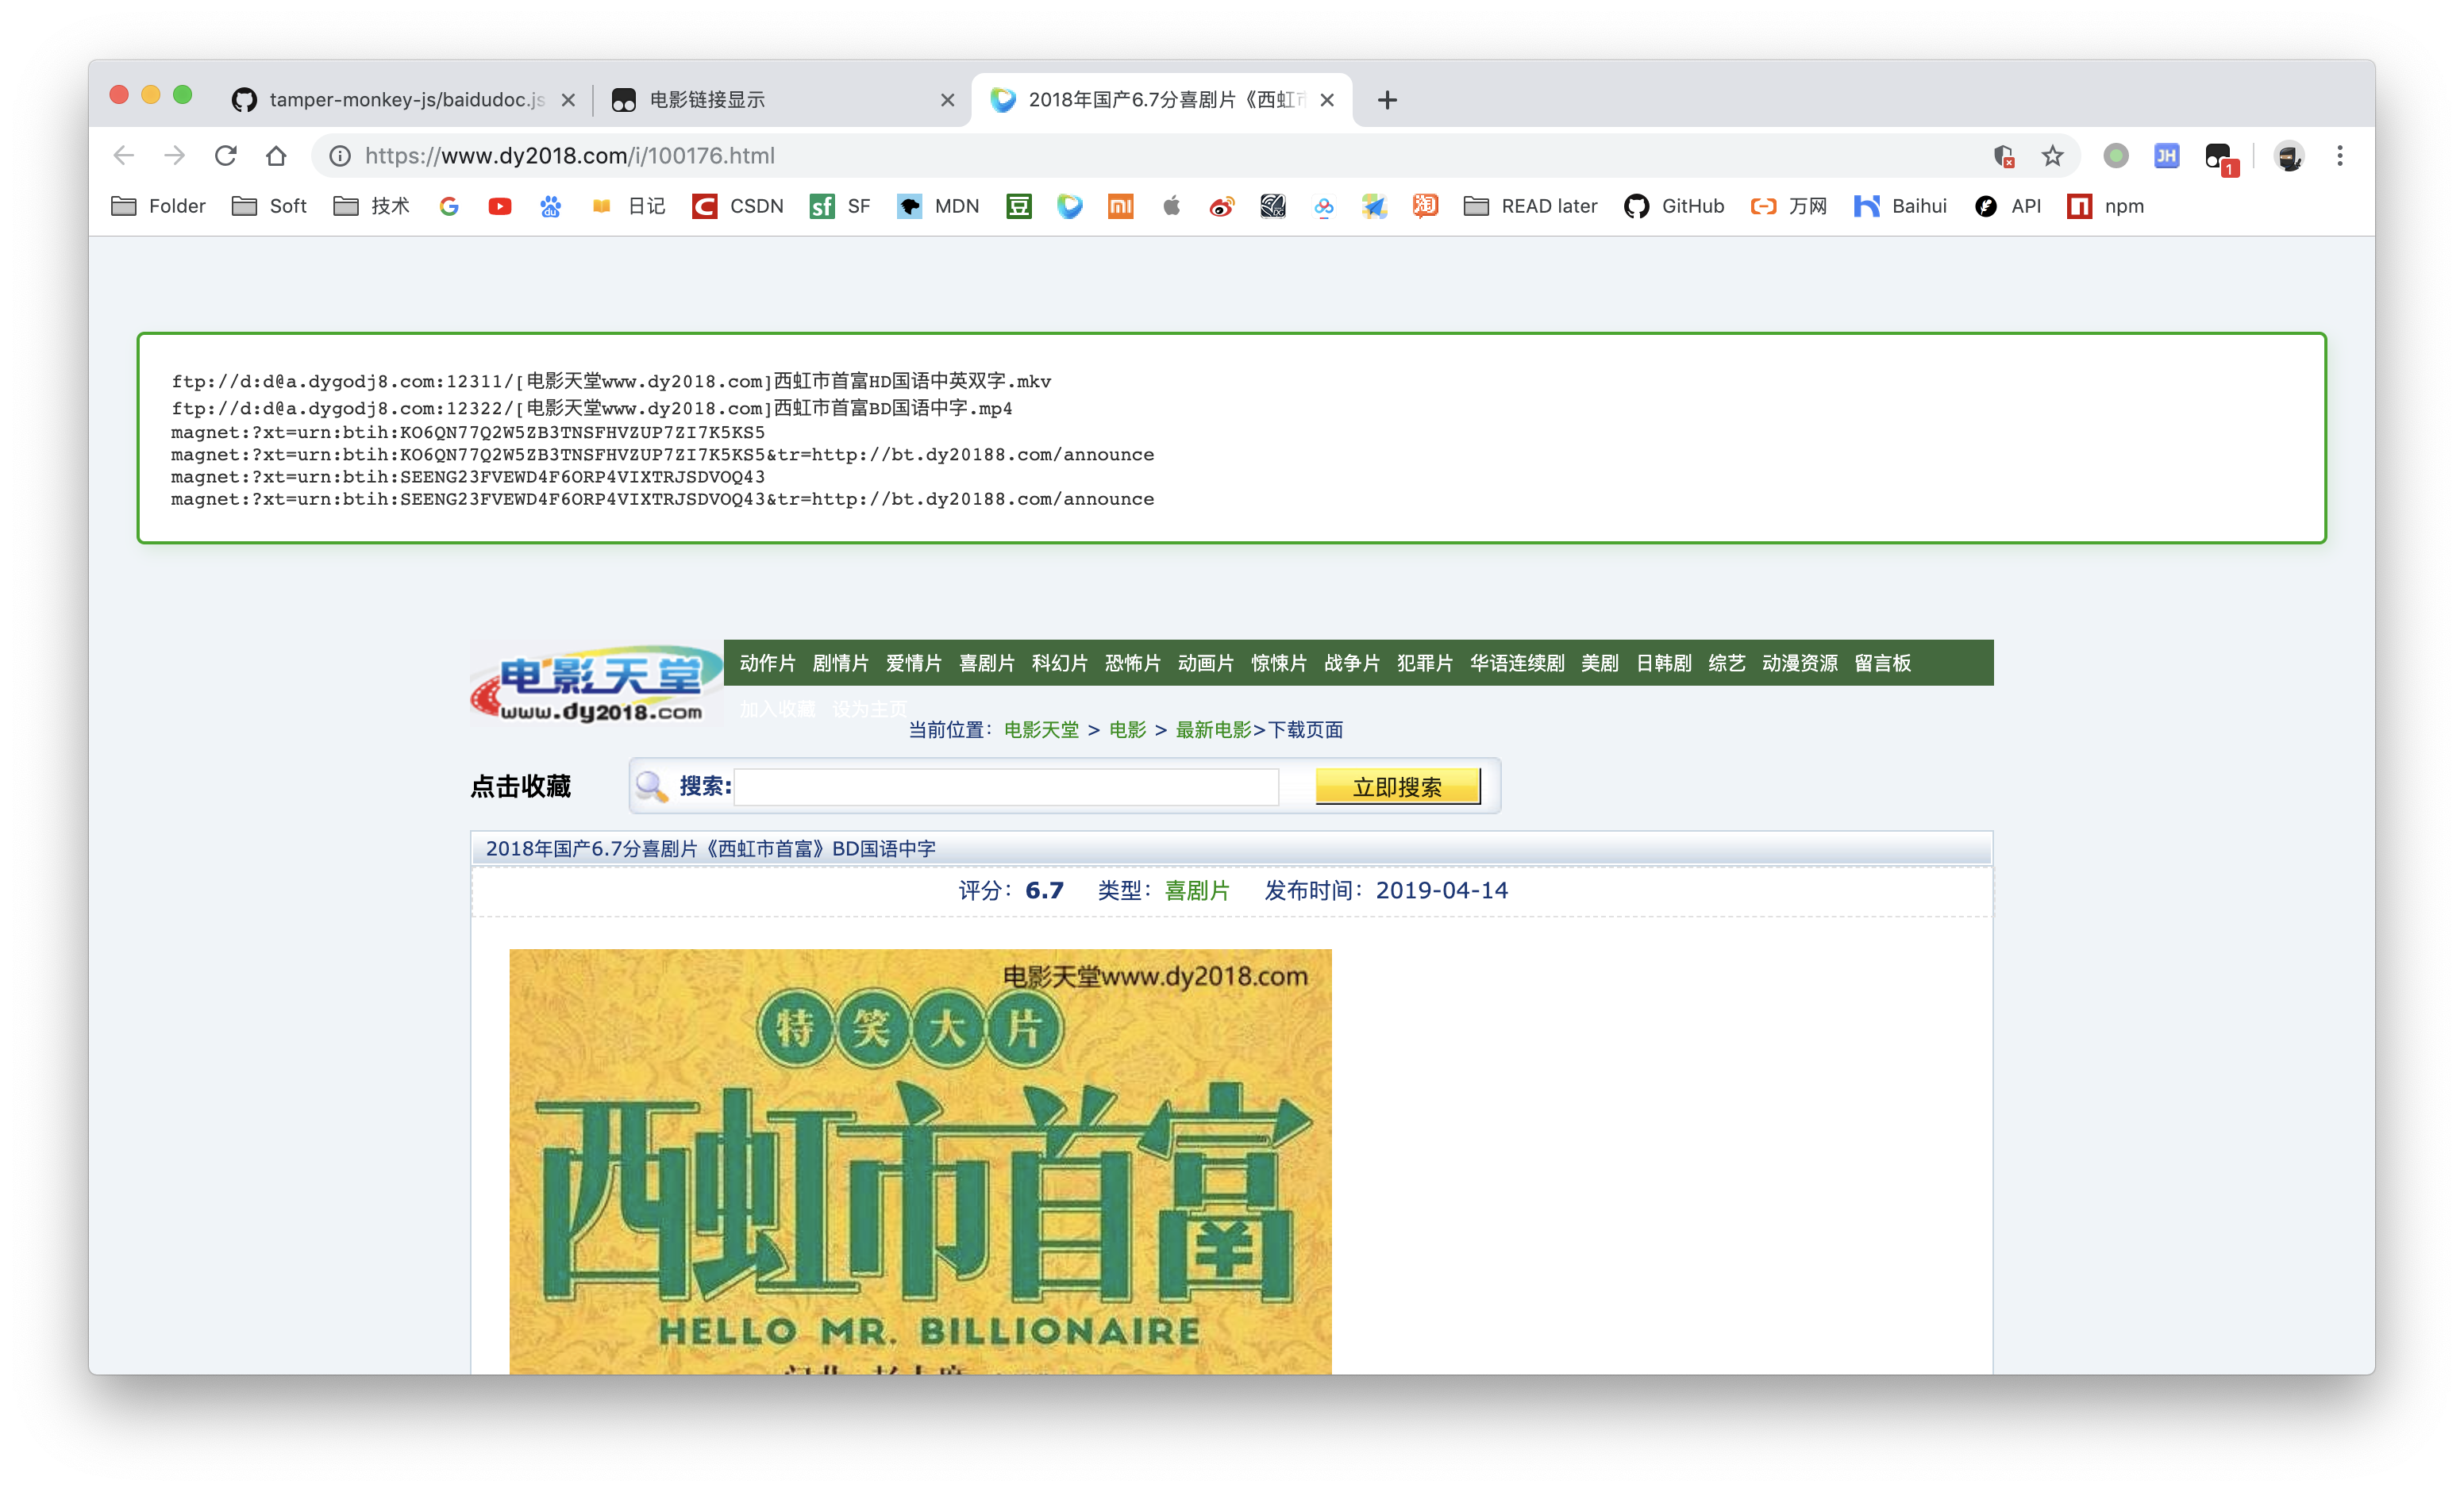 tamper-monkey-js/baidudoc.js
电影链接显示
2018年国产6.7分喜剧片《西虹市
https://www.dy2018.com/i/100176.html
1
Folder Soft 技术 日记 CSDN sf SF MDN 豆 READ later GitHub 万网 Baihui API npm
ftp://d:d@a.dygodj8.com:12311/[电影天堂www.dy2018.com]西虹市首富HD国语中英双字.mkv
ftp://d:d@a.dygodj8.com:12322/[电影天堂www.dy2018.com]西虹市首富BD国语中字.mp4
magnet:?xt=urn:btih:KO6QN77Q2W5ZB3TNSFHVZUP7ZI7K5KS5
magnet:?xt=urn:btih:KO6QN77Q2W5ZB3TNSFHVZUP7ZI7K5KS5&tr=http://bt.dy20188.com/announce
magnet:?xt=urn:btih:SEENG23FVEWD4F6ORP4VIXTRJSDVOQ43
magnet:?xt=urn:btih:SEENG23FVEWD4F6ORP4VIXTRJSDVOQ43&tr=http://bt.dy20188.com/announce
电影天堂
www.dy2018.com
动作片 剧情片 爱情片 喜剧片 科幻片 恐怖片 动画片 惊悚片 战争片 犯罪片 华语连续剧 美剧 日韩剧 综艺 动漫资源 留言板
加入收藏 设为主页
当前位置：电影天堂 > 电影 > 最新电影>下载页面
点击收藏 搜索: 立即搜索
2018年国产6.7分喜剧片《西虹市首富》BD国语中字
评分：6.7 类型：喜剧片 发布时间：2019-04-14
电影天堂www.dy2018.com
特笑大片
西虹市首富
HELLO MR. BILLIONAIRE